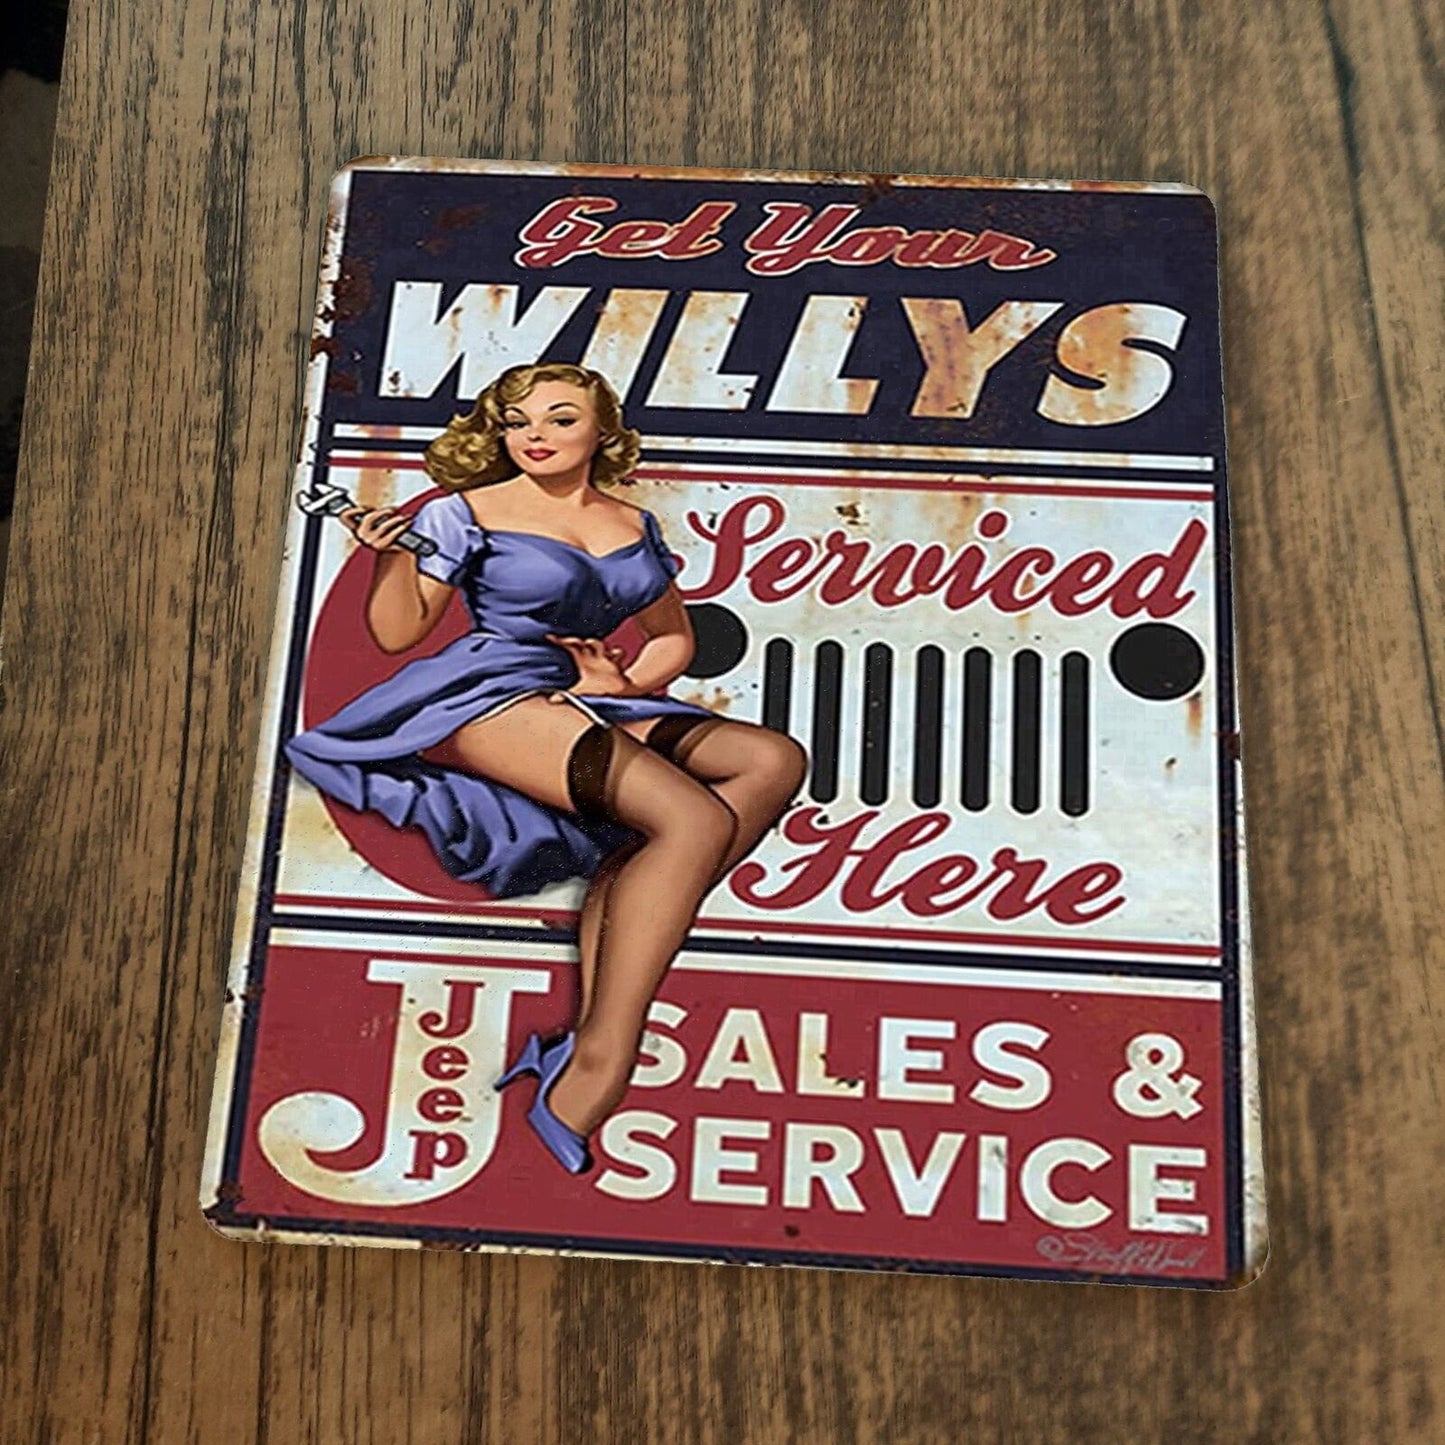 Get Your
WILLYS
Serviced
Here
Jeep
SALES &
SERVICE